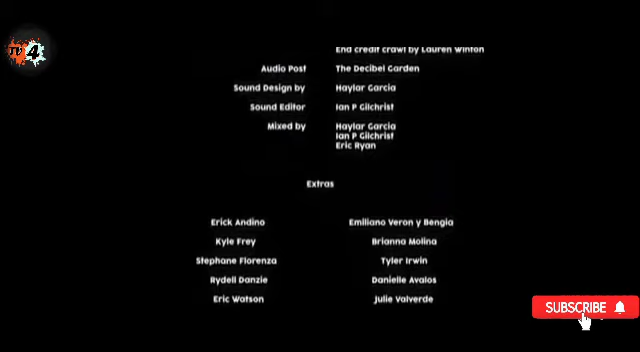 TV 4
End credit crawl by Lauren Winton
Audio Post The Decibel Garden
Sound Design by Haylar Garcia
Sound Editor Ian P Gilchrist
Mixed by Haylar Garcia
Ian P Gilchrist
Eric Ryan
Extras
Erick Andino Emiliano Veron y Bengia
Kyle Frey Brianna Molina
Stephane Florenza Tyler Irwin
Rydell Danzie Danielle Avalos
Eric Watson Julie Valverde
SUBSCRIBE